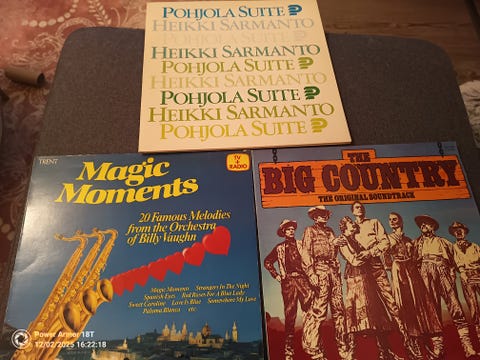 POHJOLA SUITE
HEIKKI SARMANTO
POHJOLA SUITE
HEIKKI SARMANTO
POHJOLA SUITE
HEIKKI SARMANTO
POHJOLA SUITE
HEIKKI SARMANTO
POHJOLA SUITE
TRENT
TV &
RADIO
Magic
Moments
20 Famous Melodies
from the Orchestra
of Billy Vaughn
Magic Moments Strangers In The Night
Spanish Eyes Red Roses For A Blue Lady
Sweet Caroline Love Is Blue Somewhere My Love
Paloma Blanca etc
THE
BIG COUNTRY
THE ORIGINAL SOUNDTRACK
Power Armor 18T
12/02/2025 16:22:18